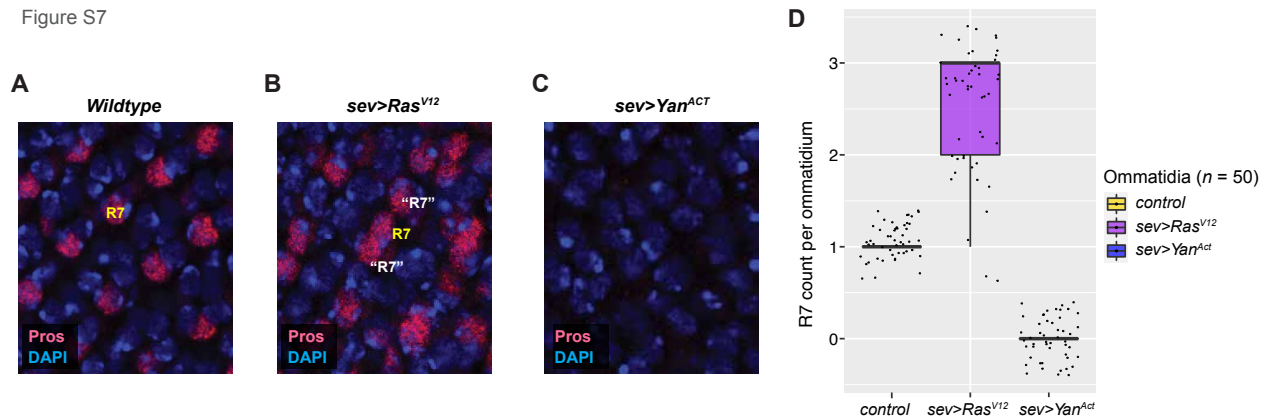 Figure S7
A
Wildtype
R7
Pros
DAPI
B
sev>Ras^V12
"R7"
R7
"R7"
Pros
DAPI
C
sev>Yan^ACT
Pros
DAPI
D
R7 count per ommatidium
3
2
1
0
control
sev>Ras^V12
sev>Yan^Act
Ommatidia (n = 50)
control
sev>Ras^V12
sev>Yan^Act